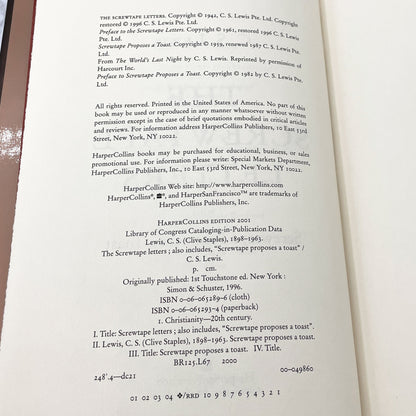 THE SCREWTAPE LETTERS. Copyright © 1942, C. S. Lewis Pte. Ltd. Copyright
restored © 1996 C. S. Lewis Pte. Ltd.
Preface to the Screwtape Letters. Copyright © 1961, restored 1996 C. S. Lewis
Pte. Ltd.
Screwtape Proposes a Toast. Copyright © 1959, renewed 1987 C. S. Lewis Pte.
Ltd.
From The World's Last Night by C. S. Lewis. Reprinted by permission of
Harcourt Inc.
Preface to Screwtape Proposes a Toast. Copyright © 1982 by C. S. Lewis Pte. Ltd.
All rights reserved. Printed in the United States of America. No part of this
book may be used or reproduced in any manner whatsoever without written
permission except in the case of brief quotations embodied in critical articles
and reviews. For information address HarperCollins Publishers, 10 East 53rd
Street, New York, NY 10022.
HarperCollins books may be purchased for educational, business, or sales
promotional use. For information please write: Special Markets Department,
HarperCollins Publishers, Inc., 10 East 53rd Street, New York, NY 10022.
HarperCollins Web site: http://www.harpercollins.com
HarperCollins®, ®, and HarperSanFrancisco™ are trademarks of
HarperCollins Publishers, Inc.
HARPERCOLLINS EDITION 2001
Library of Congress Cataloging-in-Publication Data
Lewis, C. S. (Clive Staples), 1898–1963.
The Screwtape letters ; also includes, "Screwtape proposes a toast" /
C. S. Lewis.
p. cm.
Originally published: 1st Touchstone ed. New York :
Simon & Schuster, 1996.
ISBN 0-06-065289-6 (cloth)
ISBN 0-06-065293-4 (paperback)
1. Christianity—20th century.
I. Title: Screwtape letters ; also includes, "Screwtape proposes a toast".
II. Lewis, C. S. (Clive Staples), 1898-1963. Screwtape proposes a toast.
III. Title: Screwtape proposes a toast. IV. Title.
BR125.L67 2000
248'.4—dc21 00-049860
01 02 03 04 ❖/RRD 10 9 8 7 6 5 4 3 2 1